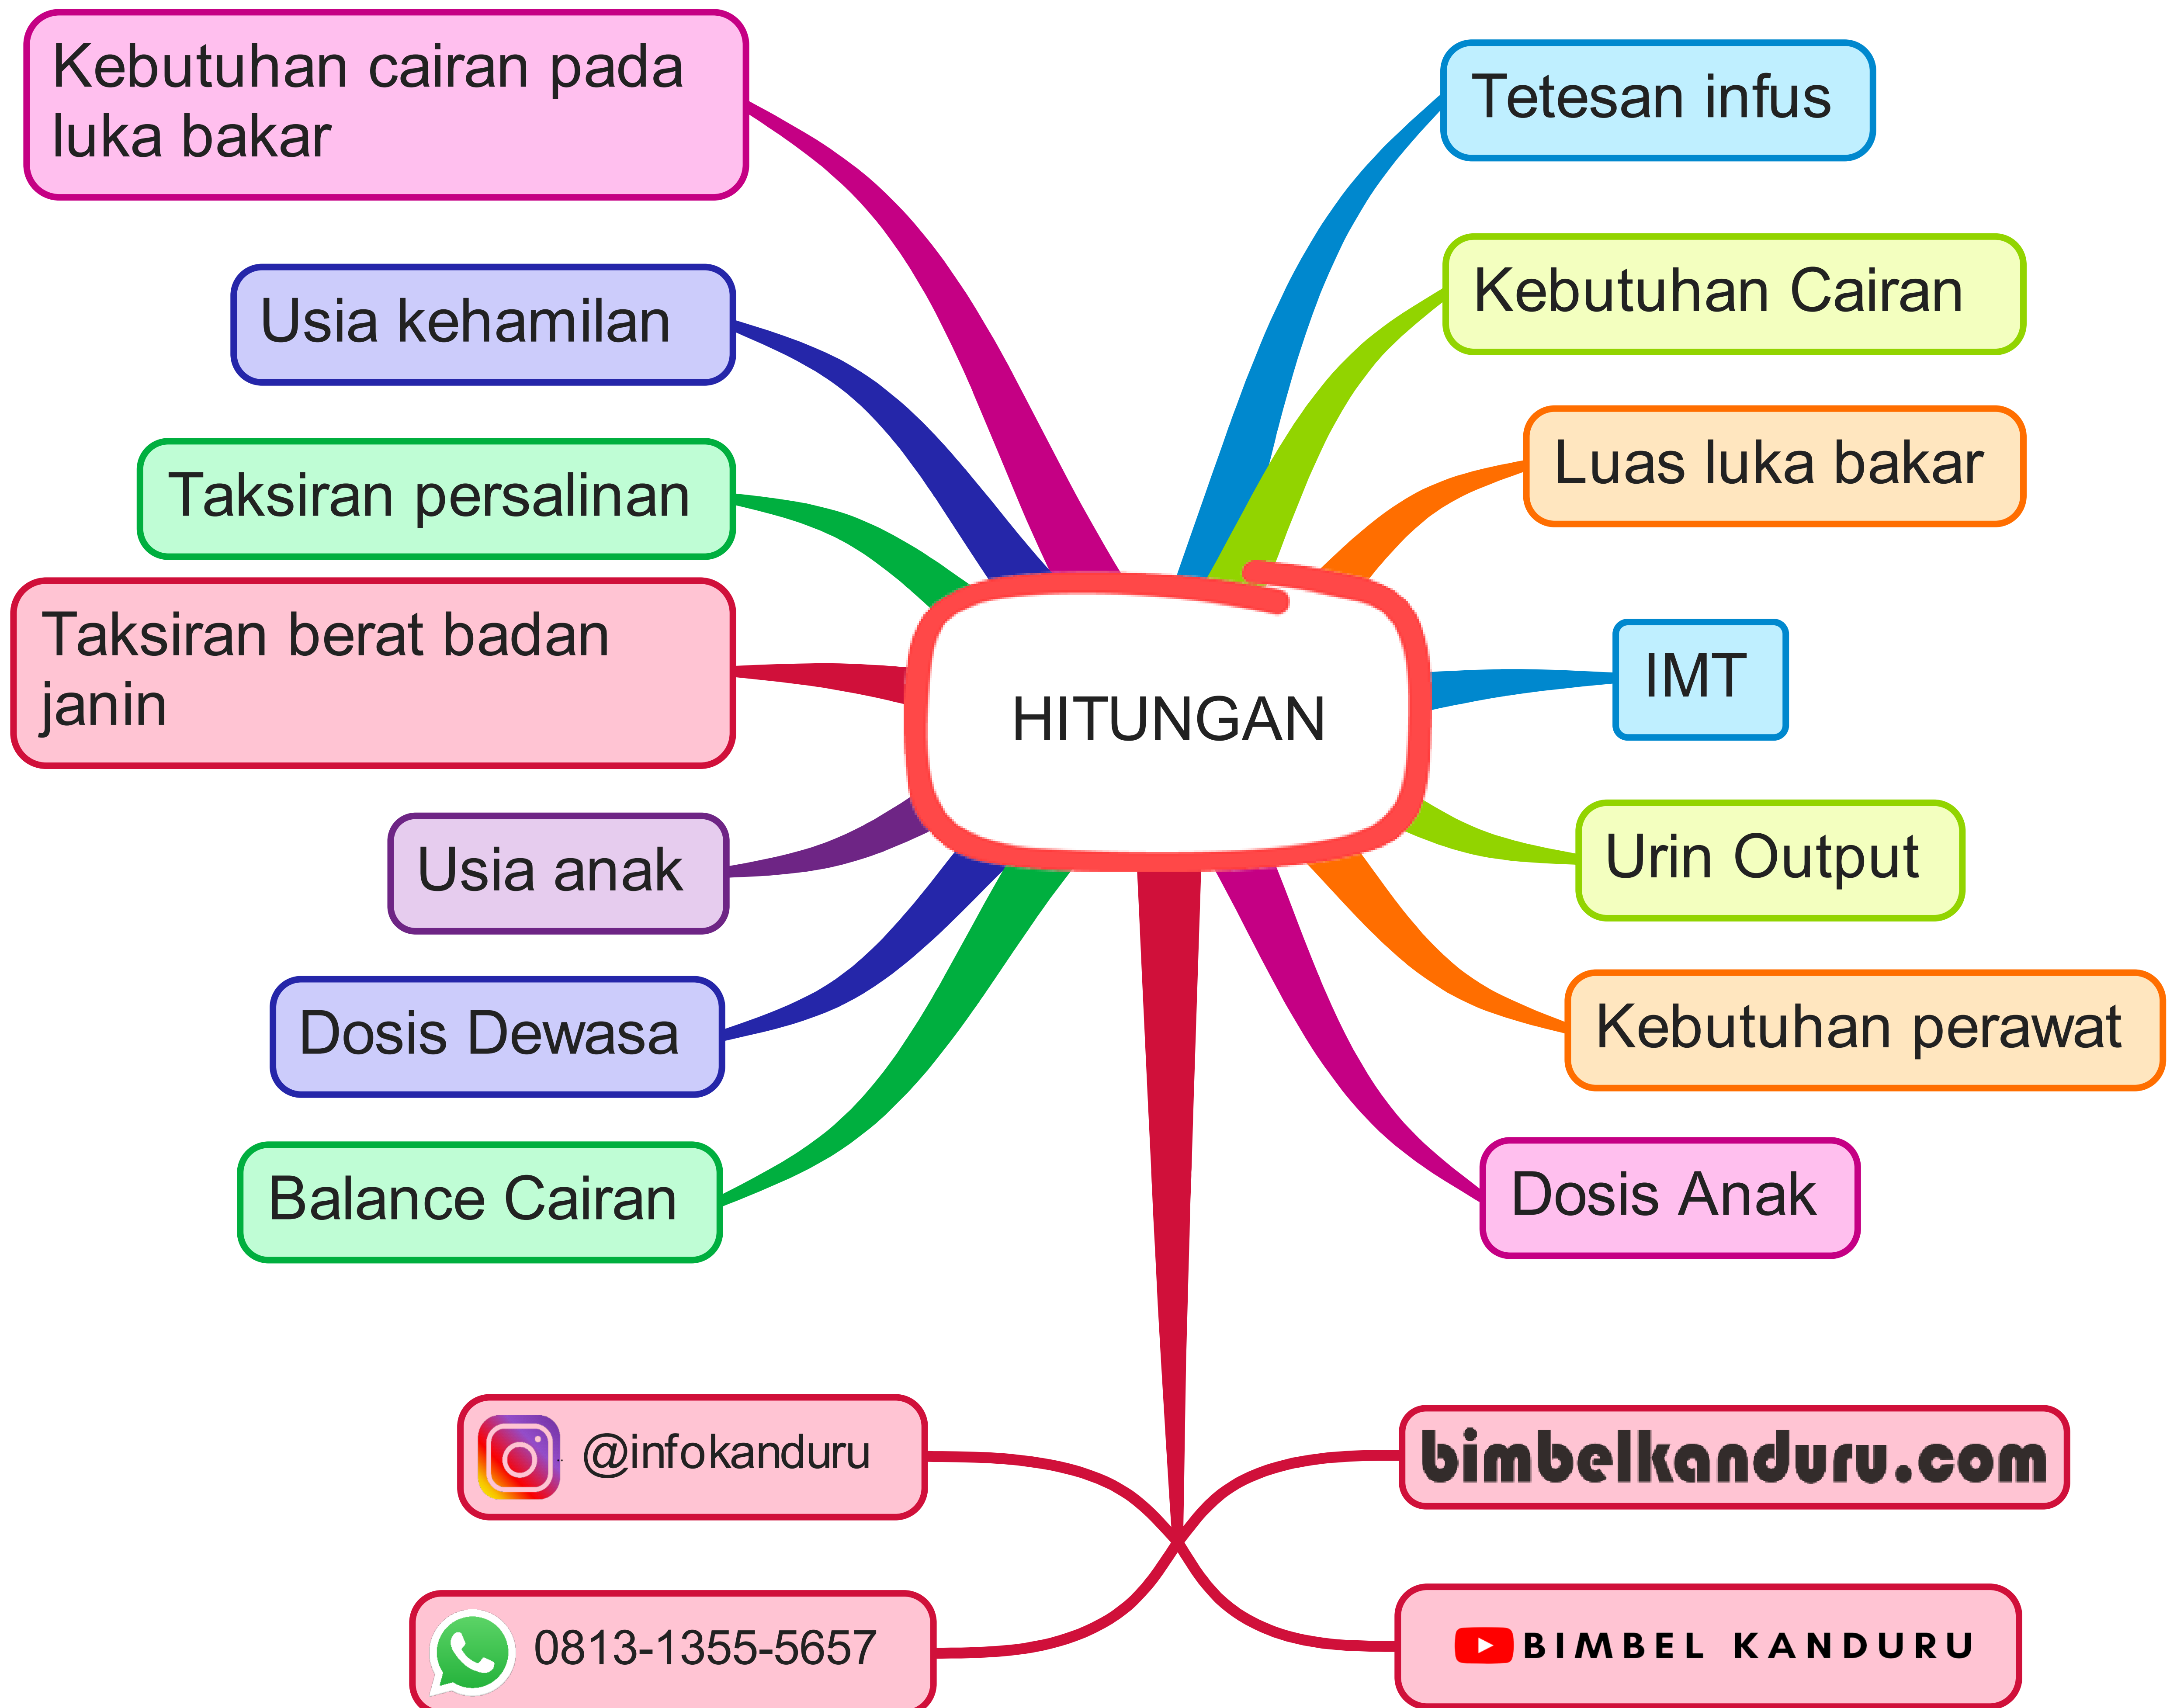 Kebutuhan cairan pada
luka bakar
Usia kehamilan
Taksiran persalinan
Taksiran berat badan
janin
Usia anak
Dosis Dewasa
Balance Cairan
HITUNGAN
Tetesan infus
Kebutuhan Cairan
Luas luka bakar
IMT
Urin Output
Kebutuhan perawat
Dosis Anak
@infokanduru
0813-1355-5657
bimbelkanduru.com
BIMBEL KANDURU